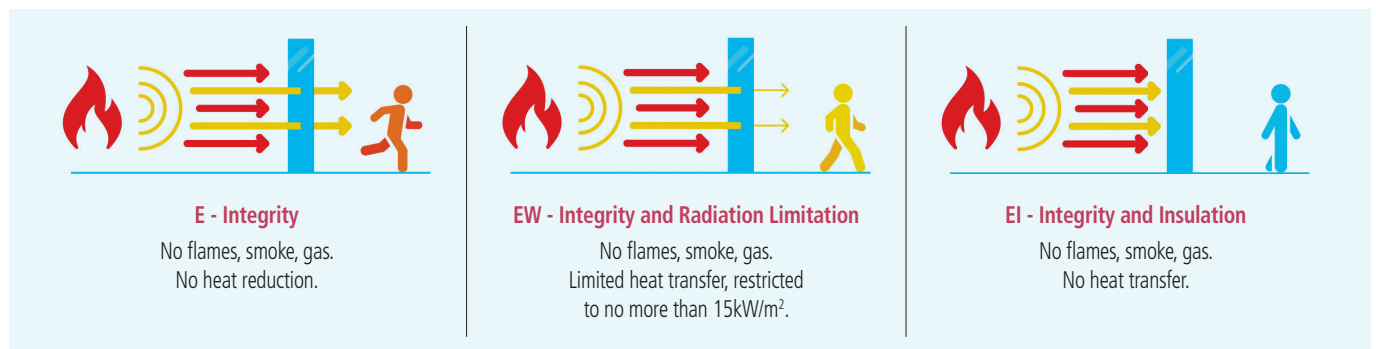 E - Integrity
No flames, smoke, gas.
No heat reduction.
EW - Integrity and Radiation Limitation
No flames, smoke, gas.
Limited heat transfer, restricted
to no more than 15kW/m².
EI - Integrity and Insulation
No flames, smoke, gas.
No heat transfer.